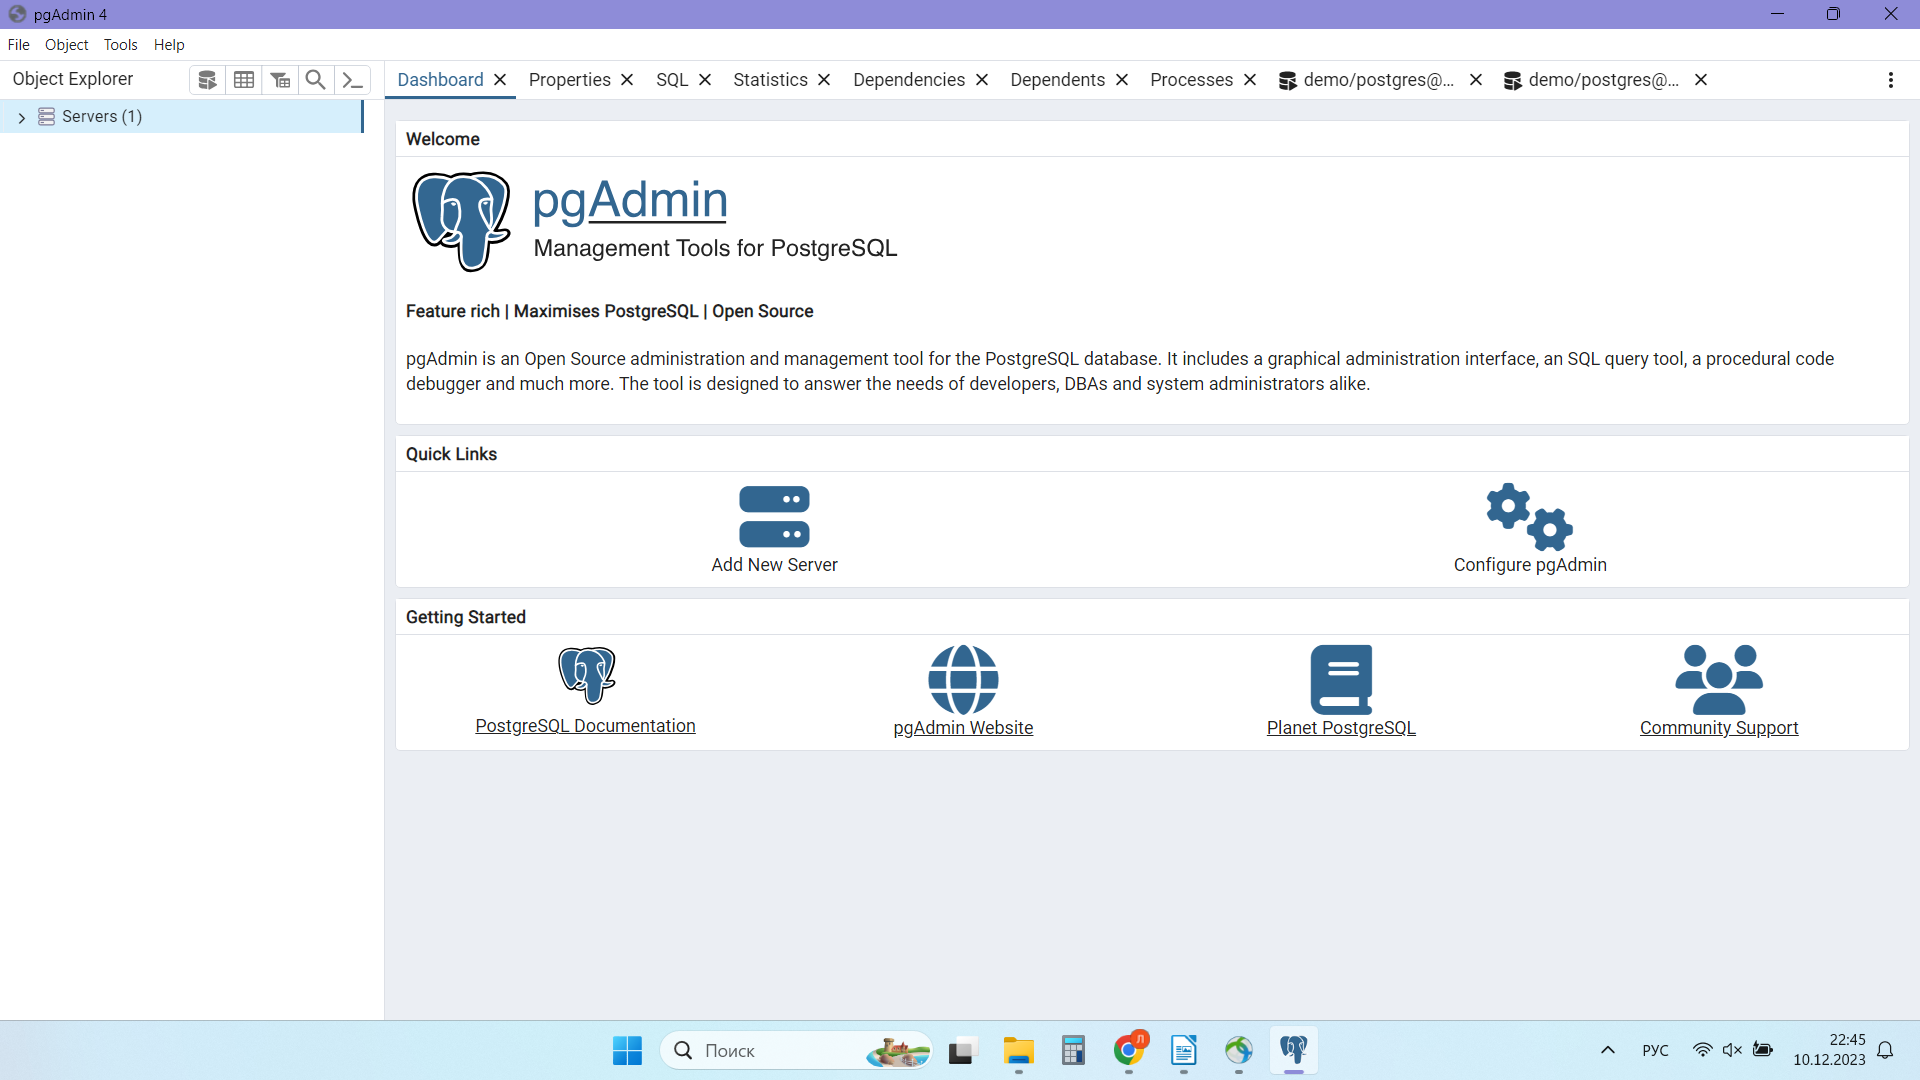 pgAdmin 4
File Object Tools Help
Object Explorer
Dashboard Properties SQL Statistics Dependencies Dependents Processes demo/postgres@... demo/postgres@...
Servers (1)
Welcome
pgAdmin
Management Tools for PostgreSQL
Feature rich | Maximises PostgreSQL | Open Source
pgAdmin is an Open Source administration and management tool for the PostgreSQL database. It includes a graphical administration interface, an SQL query tool, a procedural code
debugger and much more. The tool is designed to answer the needs of developers, DBAs and system administrators alike.
Quick Links
Add New Server
Configure pgAdmin
Getting Started
PostgreSQL Documentation
pgAdmin Website
Planet PostgreSQL
Community Support
Поиск
Л
РУС
22:45
10.12.2023